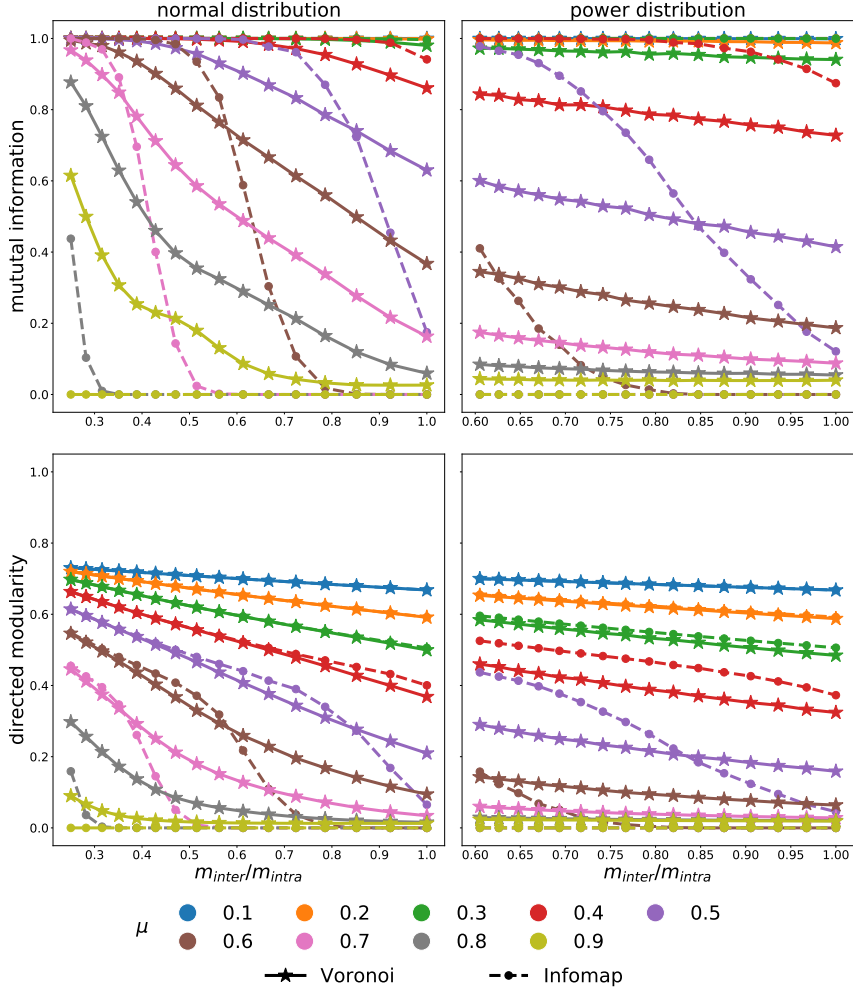 normal distribution
power distribution
mututal information
1.0
0.8
0.6
0.4
0.2
0.0
0.3 0.4 0.5 0.6 0.7 0.8 0.9 1.0
0.60 0.65 0.70 0.75 0.80 0.85 0.90 0.95 1.00
directed modularity
1.0
0.8
0.6
0.4
0.2
0.0
0.3 0.4 0.5 0.6 0.7 0.8 0.9 1.0
0.60 0.65 0.70 0.75 0.80 0.85 0.90 0.95 1.00
m_inter/m_intra
m_inter/m_intra
μ
0.1 0.2 0.3 0.4 0.5
0.6 0.7 0.8 0.9
Voronoi Infomap